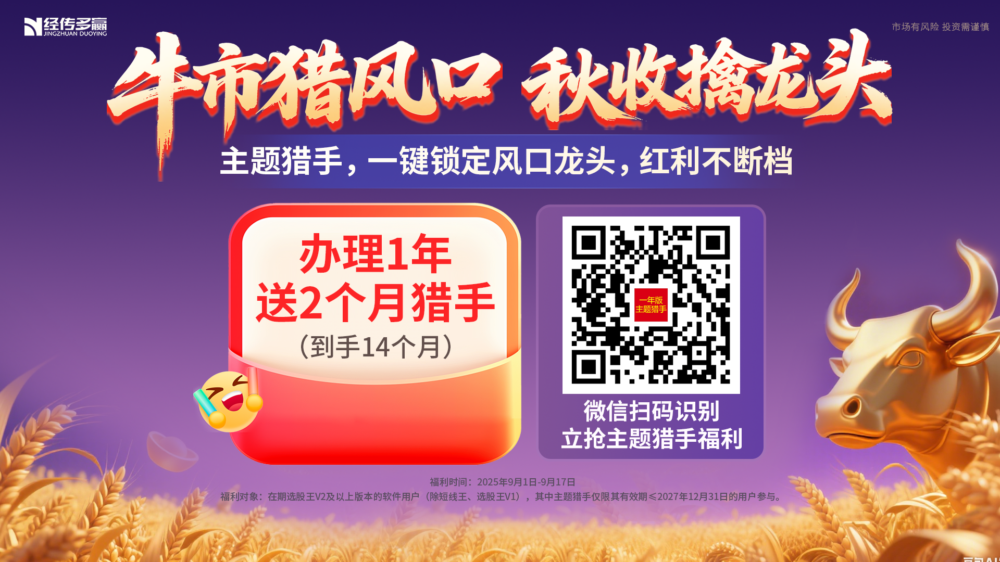 经传多赢
JINGZHUAN DUOYING
市场有风险 投资需谨慎
牛市猎风口 秋收擒龙头
主题猎手，一键锁定风口龙头，红利不断档
办理1年
送2个月猎手
（到手14个月）
一年版
主题猎手
微信扫码识别
立抢主题猎手福利
福利时间：2025年9月1日-9月17日
福利对象：在期选股王V2及以上版本的软件用户（除短线王、选股王V1），其中主题猎手仅限其有效期≤2027年12月31日的用户参与。